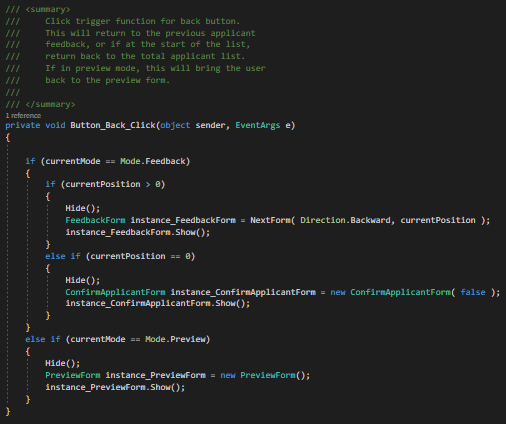 /// <summary>
///     Click trigger function for back button.
///     This will return to the previous applicant
///     feedback, or if at the start of the list,
///     return back to the total applicant list.
///     If in preview mode, this will bring the user
///     back to the preview form.
///
/// </summary>
1 reference
private void Button_Back_Click(object sender, EventArgs e)
{
    if (currentMode == Mode.Feedback)
    {
        if (currentPosition > 0)
        {
            Hide();
            FeedbackForm instance_FeedbackForm = NextForm( Direction.Backward, currentPosition );
            instance_FeedbackForm.Show();
        }
        else if (currentPosition == 0)
        {
            Hide();
            ConfirmApplicantForm instance_ConfirmApplicantForm = new ConfirmApplicantForm( false );
            instance_ConfirmApplicantForm.Show();
        }
    }
    else if (currentMode == Mode.Preview)
    {
        Hide();
        PreviewForm instance_PreviewForm = new PreviewForm();
        instance_PreviewForm.Show();
    }
}